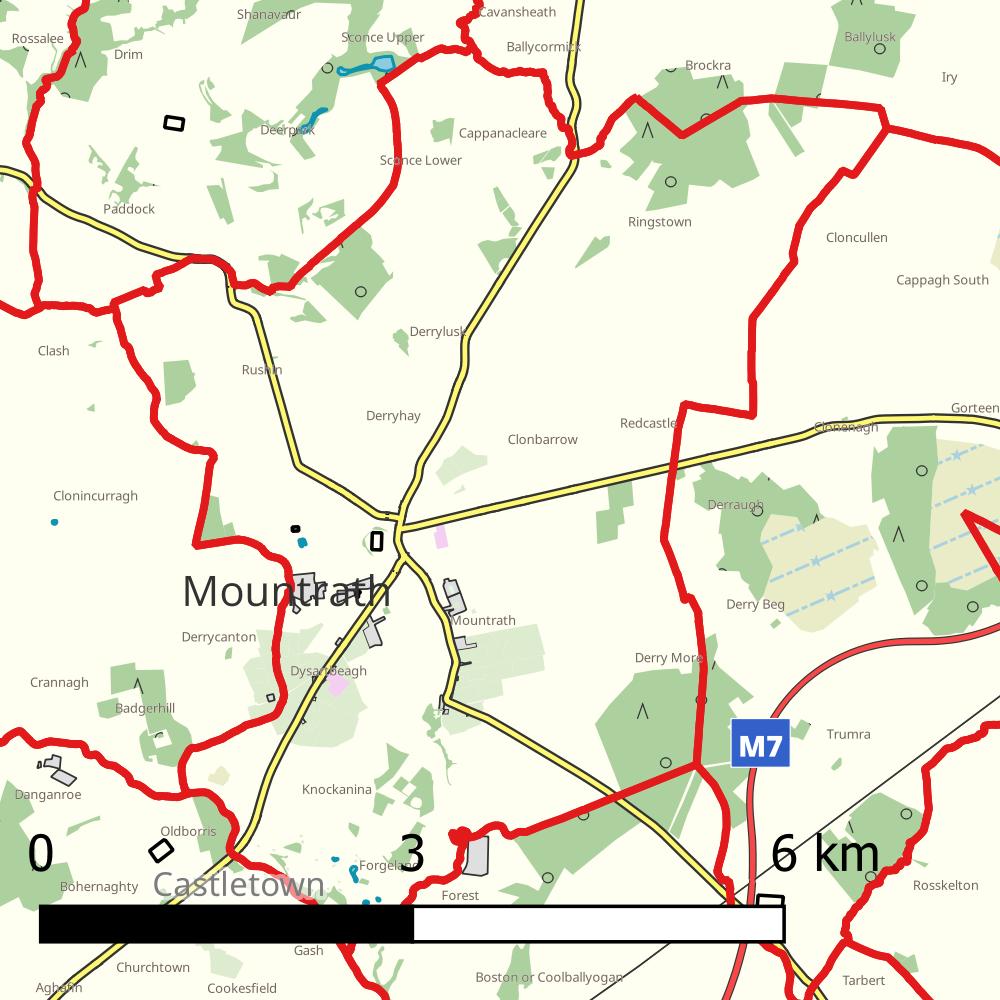 Cavansheath
Shanavaur
Rossalee
Sconce Upper
Ballylusk
Ballycormick
Drim
Brockra
Iry
Deerpark
Cappanacleare
Sconce Lower
Paddock
Ringstown
Cloncullen
Cappagh South
Derrylusk
Clash
Rushin
Gorteen
Derryhay
Redcastle
Clonenagh
Clonbarrow
Clonincurragh
Derraugh
Mountrath
Derry Beg
Mountrath
Derrycanton
Derry More
Dysartbeagh
Crannagh
Badgerhill
Trumra
M7
Knockanina
Danganroe
Oldborris
0 3 6 km
Forgeland
Bohernaghty
Castletown
Rosskelton
Forest
Gash
Churchtown
Boston or Coolballyogan
Tarbert
Aghafin
Cookesfield